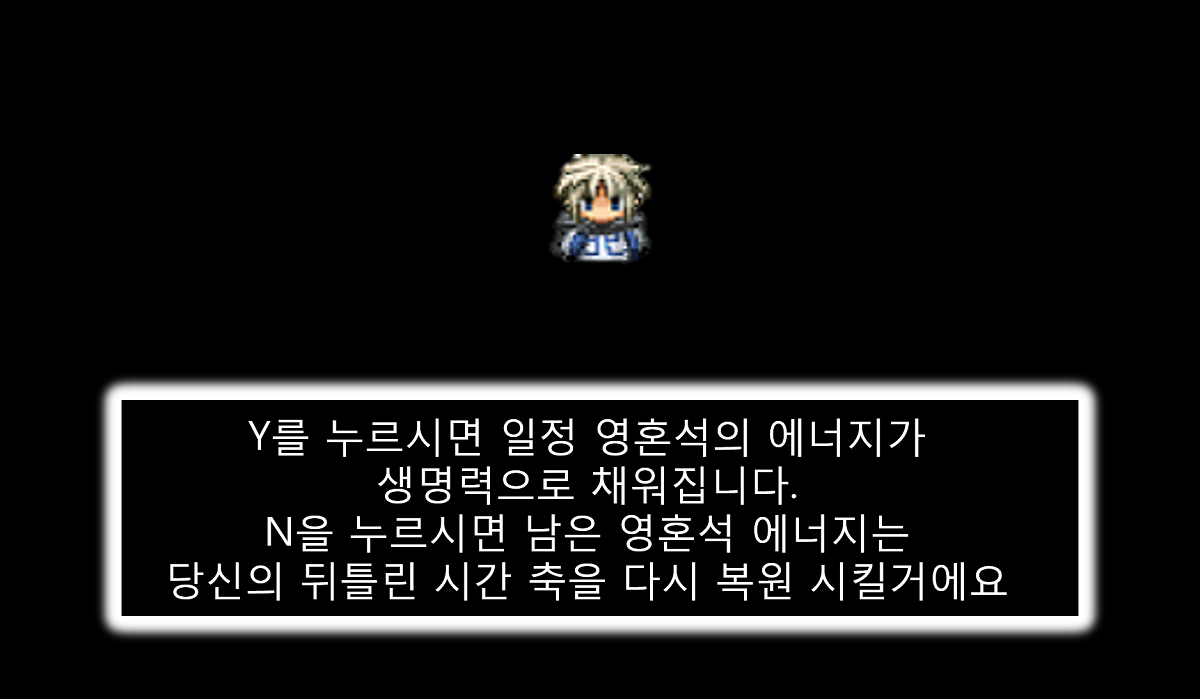 Y를 누르시면 일정 영혼석의 에너지가
생명력으로 채워집니다.
N을 누르시면 남은 영혼석 에너지는
당신의 뒤틀린 시간 축을 다시 복원 시킬거에요